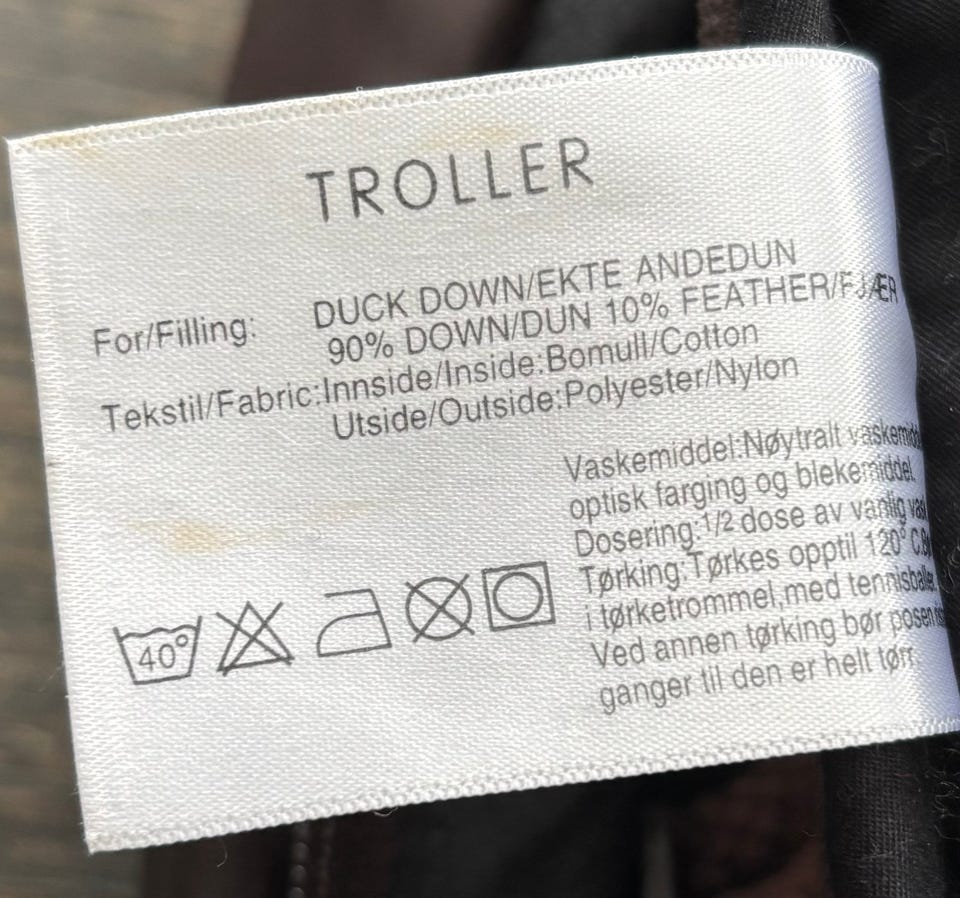 TROLLER
For/Filling: DUCK DOWN/EKTE ANDEDUN
90% DOWN/DUN 10% FEATHER/FJÆR
Tekstil/Fabric:Innside/Inside:Bomull/Cotton
Utside/Outside:Polyester/Nylon
Vaskemiddel:Nøytralt
optisk farging og blekemiddel.
Dosering:1/2 dose av vanlig
Tørking:Tørkes opptil 120° C.
i tørketrommel,med tennisballer.
Ved annen tørking bør posen
ganger til den er helt tørr.
40°